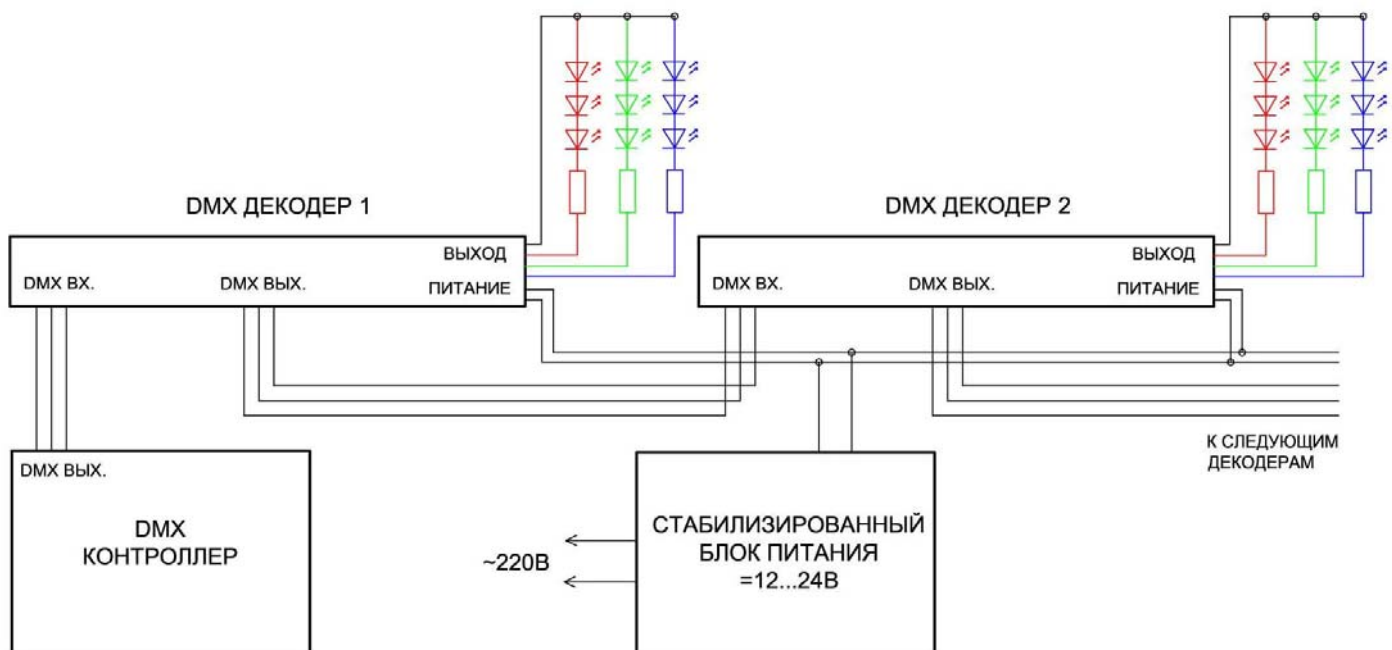 DMX ДЕКОДЕР 1
DMX ДЕКОДЕР 2
ВЫХОД
DMX ВХ.
DMX ВЫХ.
ПИТАНИЕ
ВЫХОД
DMX ВХ.
DMX ВЫХ.
ПИТАНИЕ
К СЛЕДУЮЩИМ
ДЕКОДЕРАМ
DMX ВЫХ.
DMX
КОНТРОЛЛЕР
~220В
СТАБИЛИЗИРОВАННЫЙ
БЛОК ПИТАНИЯ
=12...24В